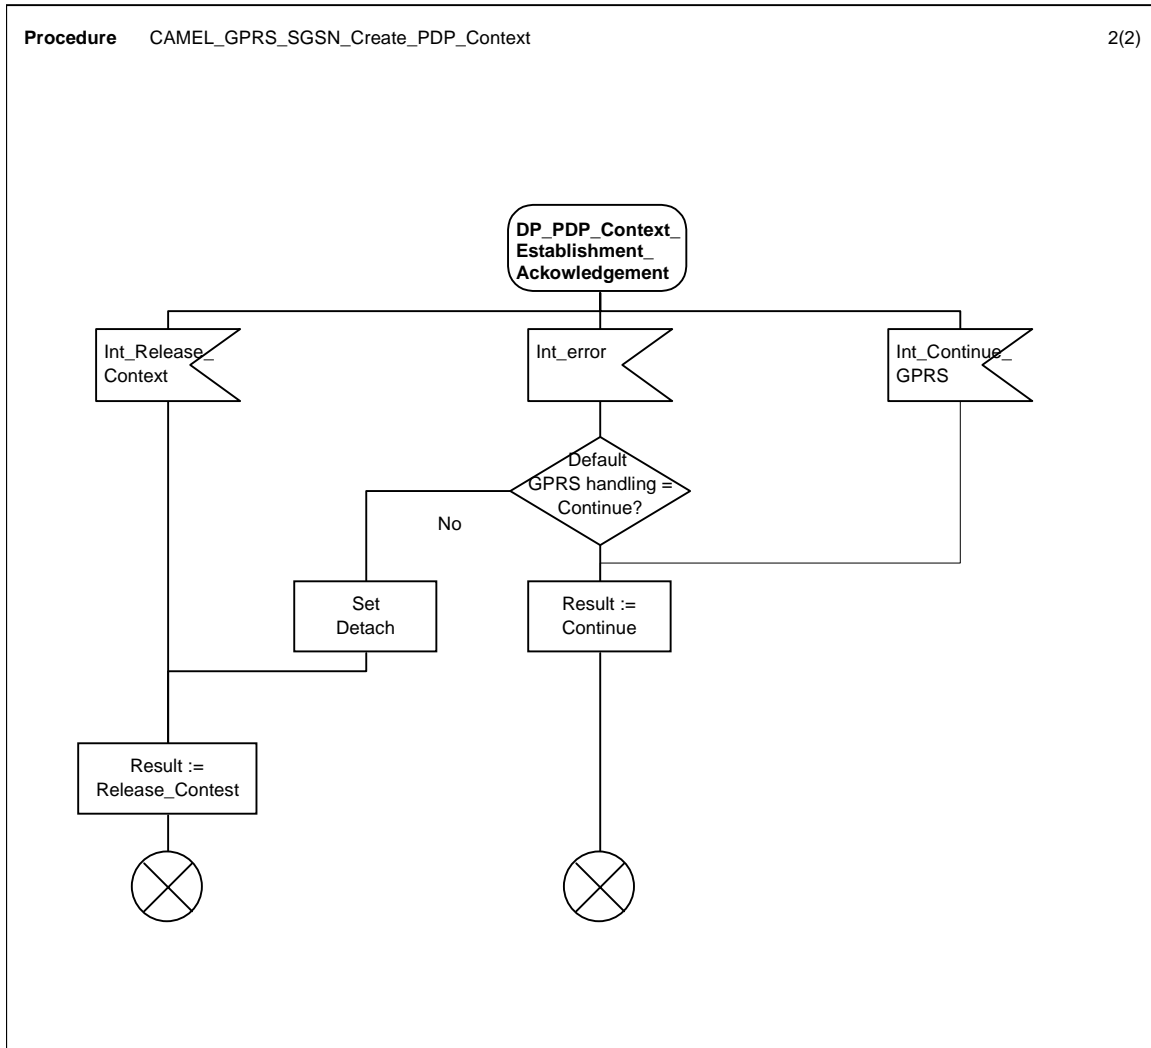 Procedure CAMEL_GPRS_SGSN_Create_PDP_Context 2(2)
DP_PDP_Context_
Establishment_
Ackowledgement
Int_Release_
Context
Int_error
Int_Continue_
GPRS
Default
GPRS handling =
Continue?
No
Set
Detach
Result :=
Continue
Result :=
Release_Contest